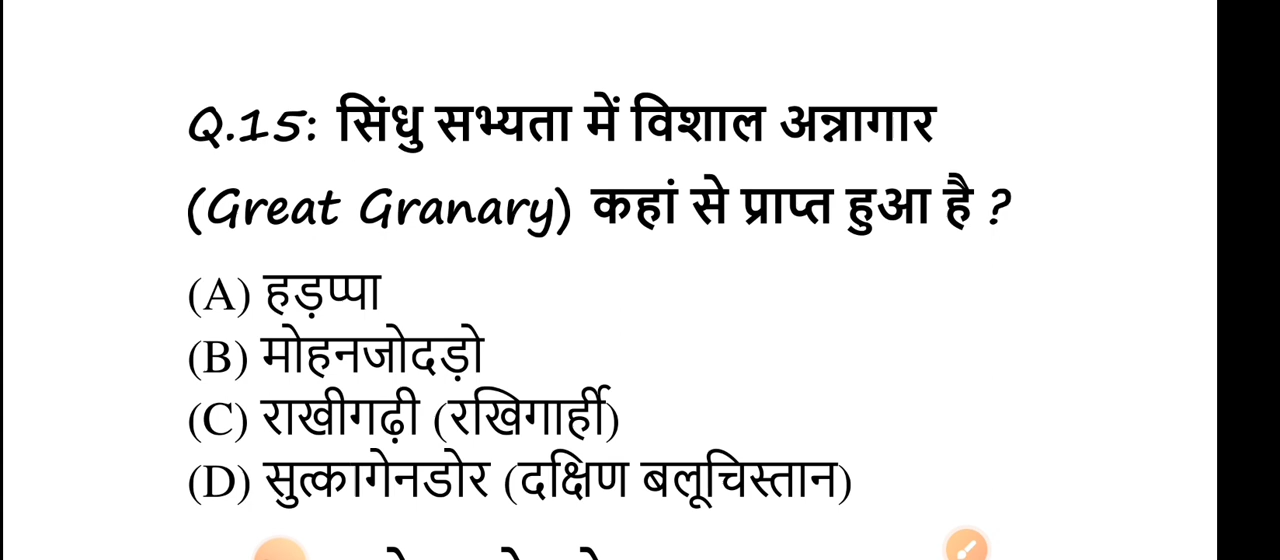 Q.15: सिंधु सभ्यता में विशाल अन्नागार
(Great Granary) कहां से प्राप्त हुआ है ?
(A) हड़प्पा
(B) मोहनजोदड़ो
(C) राखीगढ़ी (रखिगार्ही)
(D) सुत्कागेनडोर (दक्षिण बलूचिस्तान)